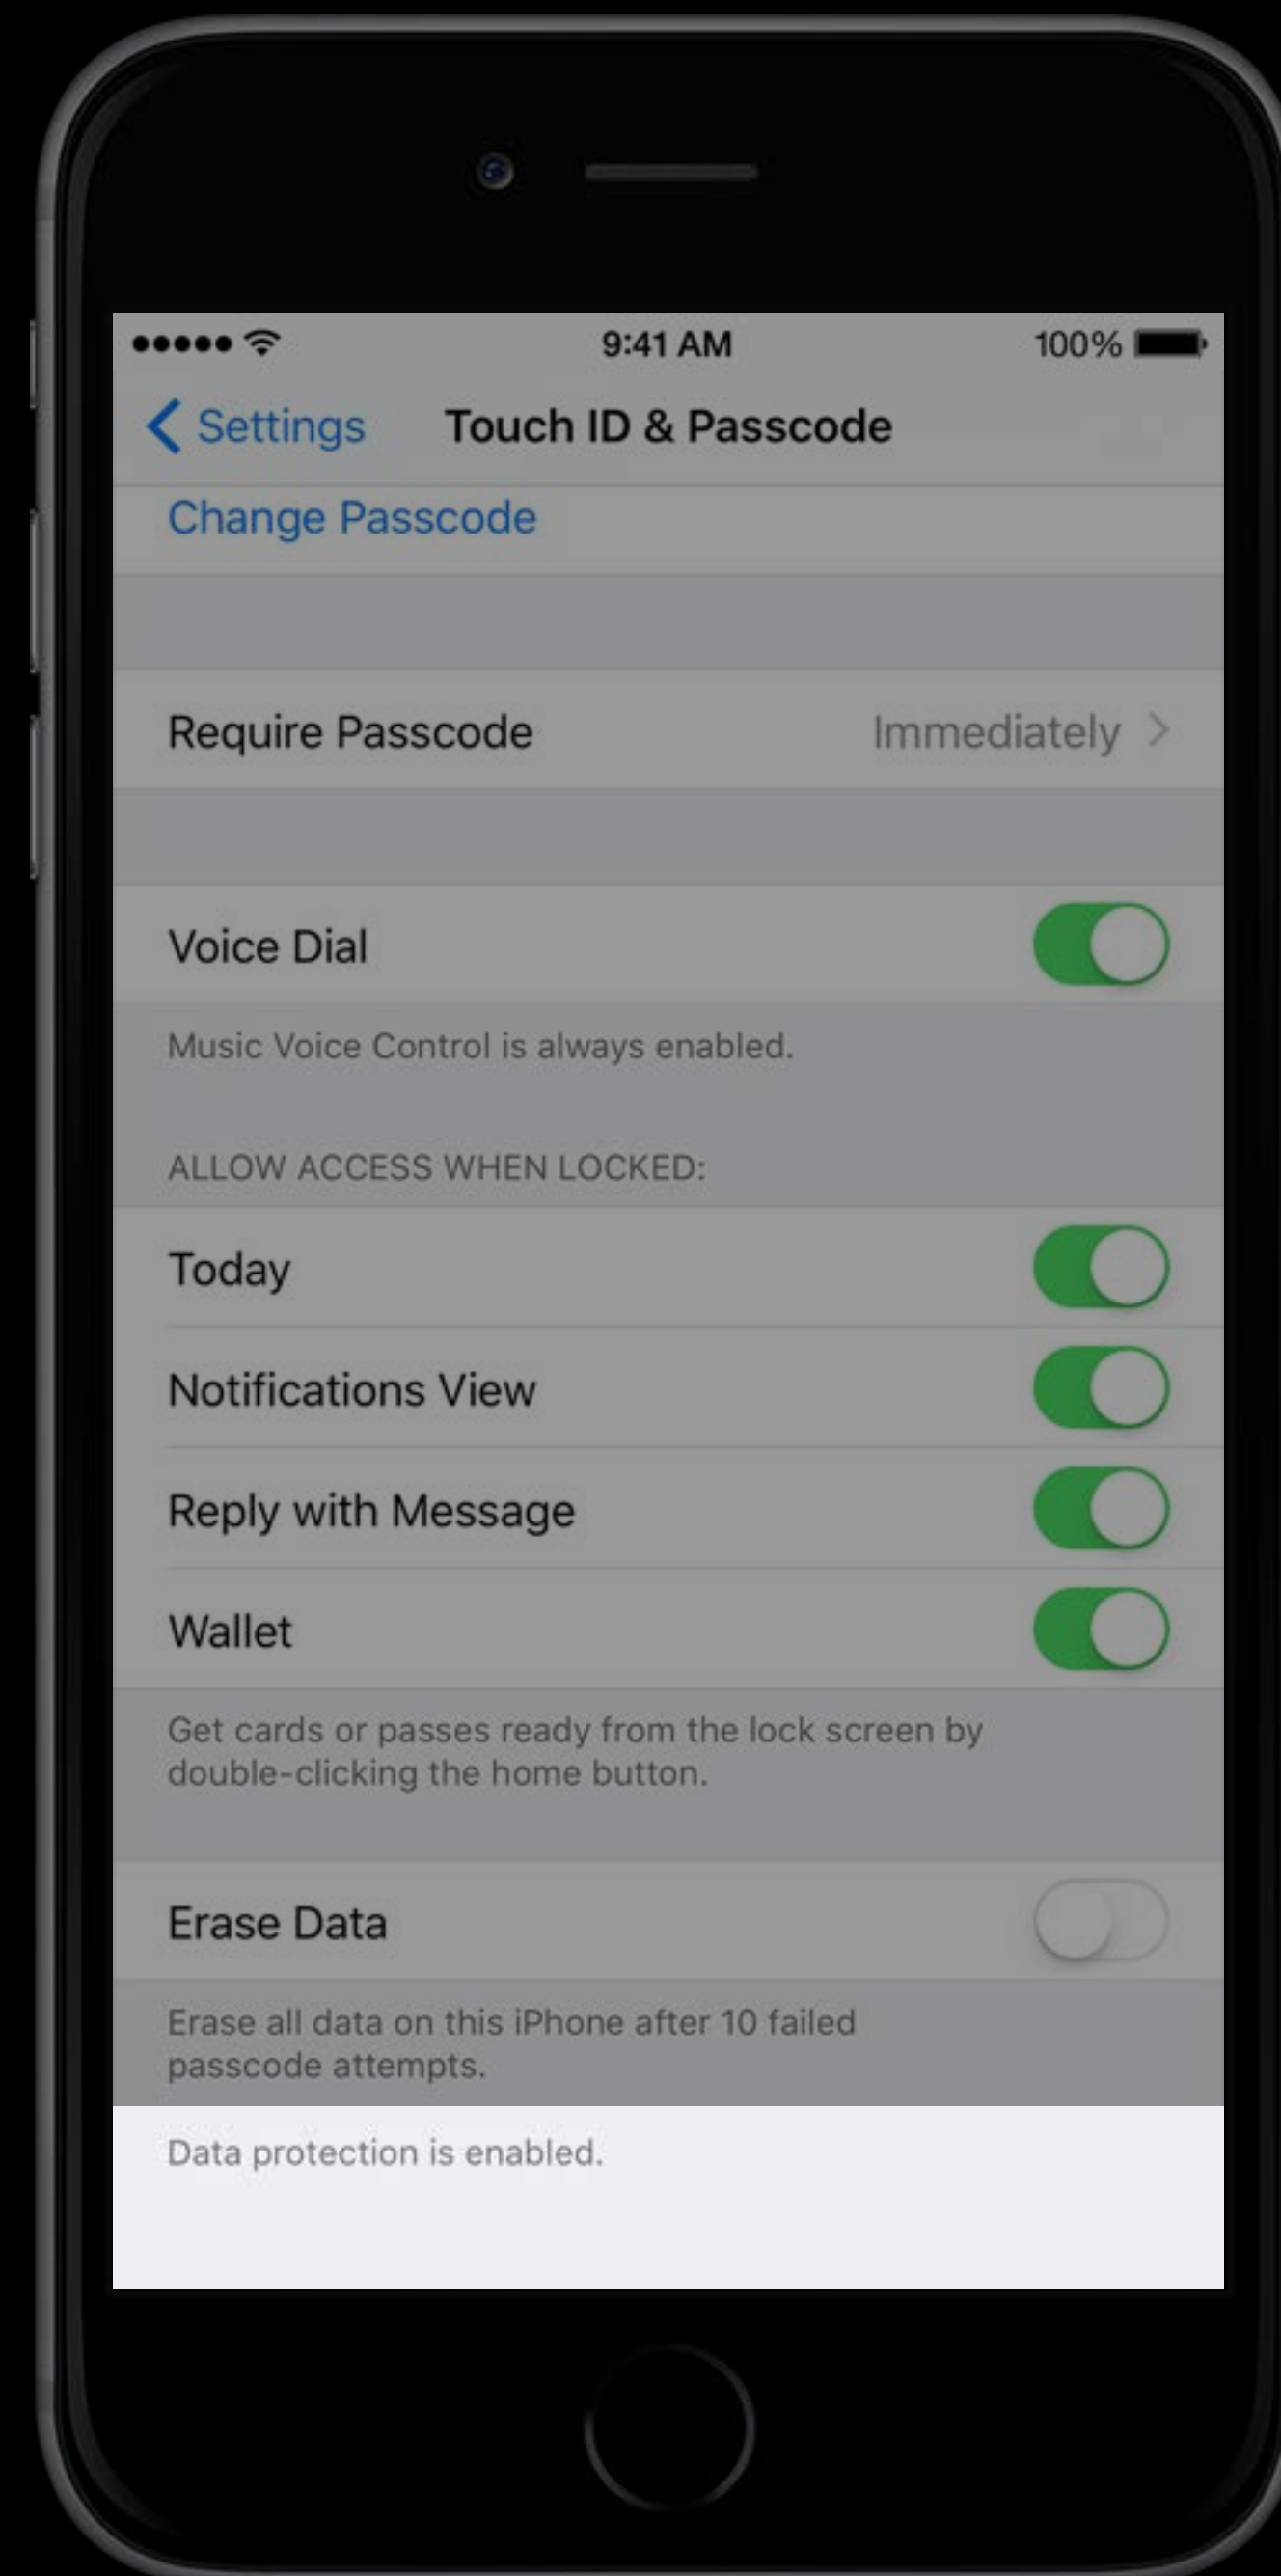 9:41 AM 100%
Settings Touch ID & Passcode
Change Passcode
Require Passcode Immediately
Voice Dial
Music Voice Control is always enabled.
ALLOW ACCESS WHEN LOCKED:
Today
Notifications View
Reply with Message
Wallet
Get cards or passes ready from the lock screen by
double-clicking the home button.
Erase Data
Erase all data on this iPhone after 10 failed
passcode attempts.
Data protection is enabled.